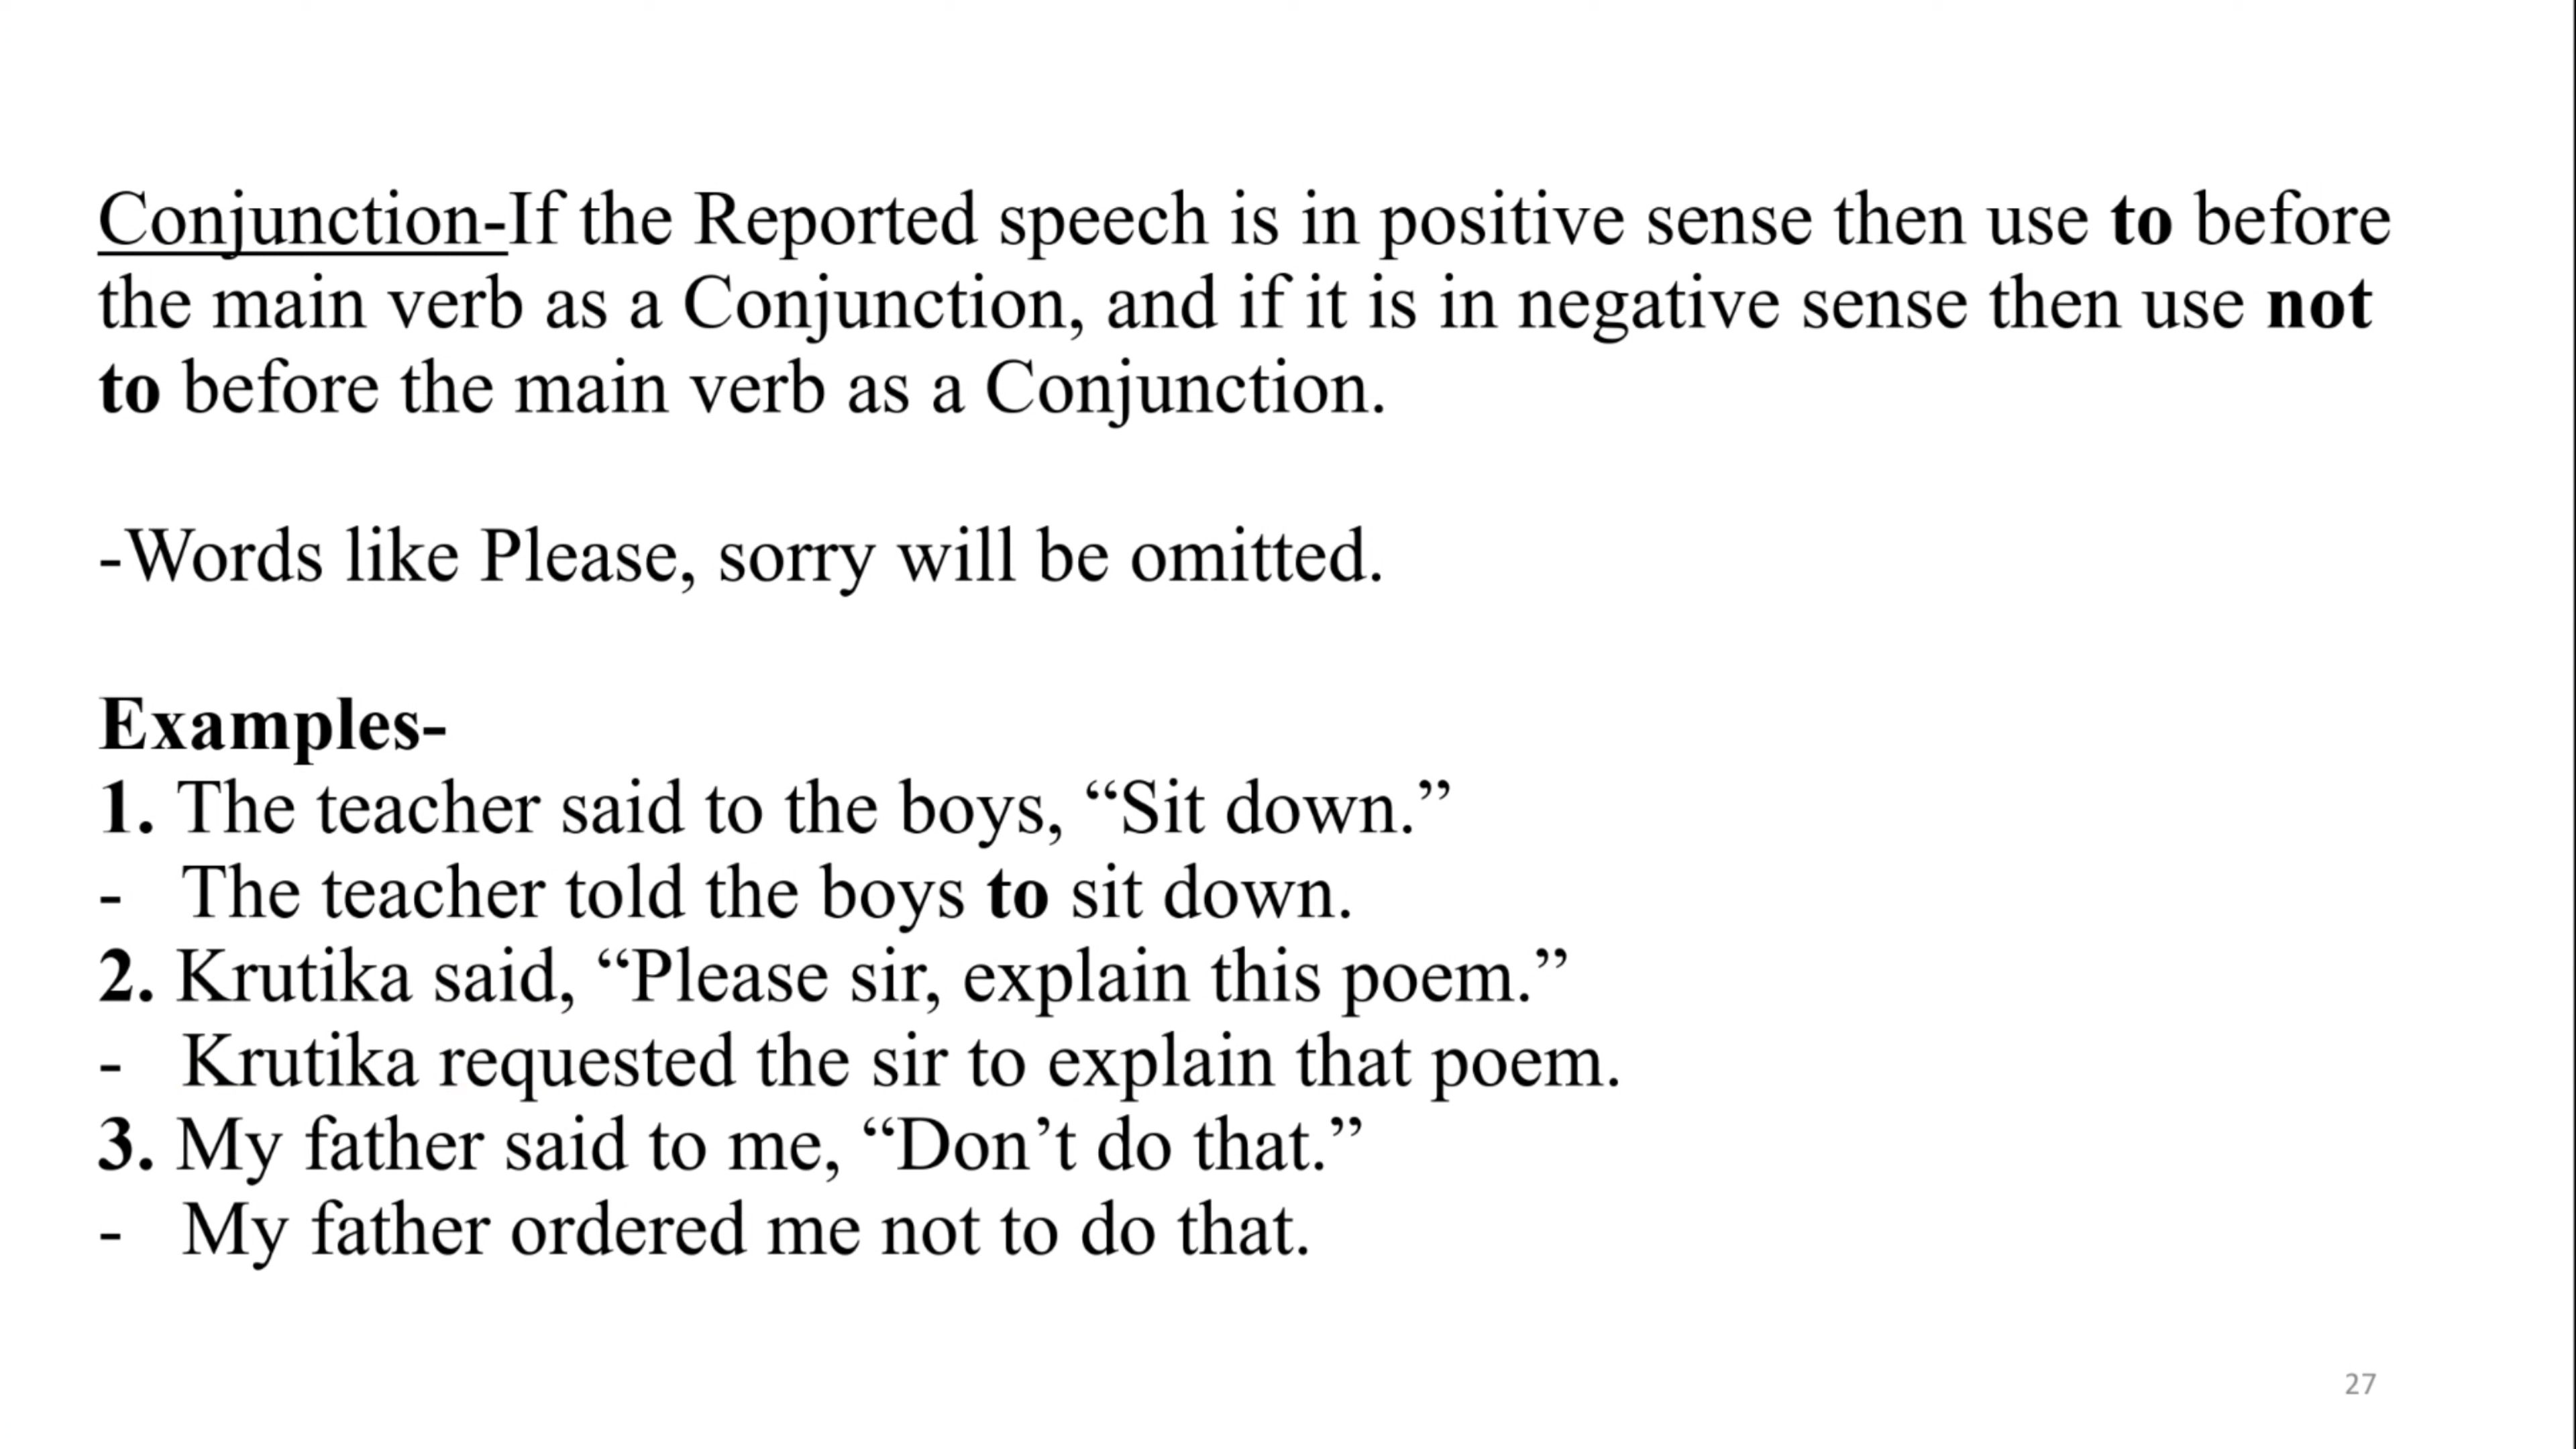 Conjunction-If the Reported speech is in positive sense then use to before
the main verb as a Conjunction, and if it is in negative sense then use not
to before the main verb as a Conjunction.
-Words like Please, sorry will be omitted.
Examples-
1. The teacher said to the boys, “Sit down.”
- The teacher told the boys to sit down.
2. Krutika said, “Please sir, explain this poem.”
- Krutika requested the sir to explain that poem.
3. My father said to me, “Don’t do that.”
- My father ordered me not to do that.
27